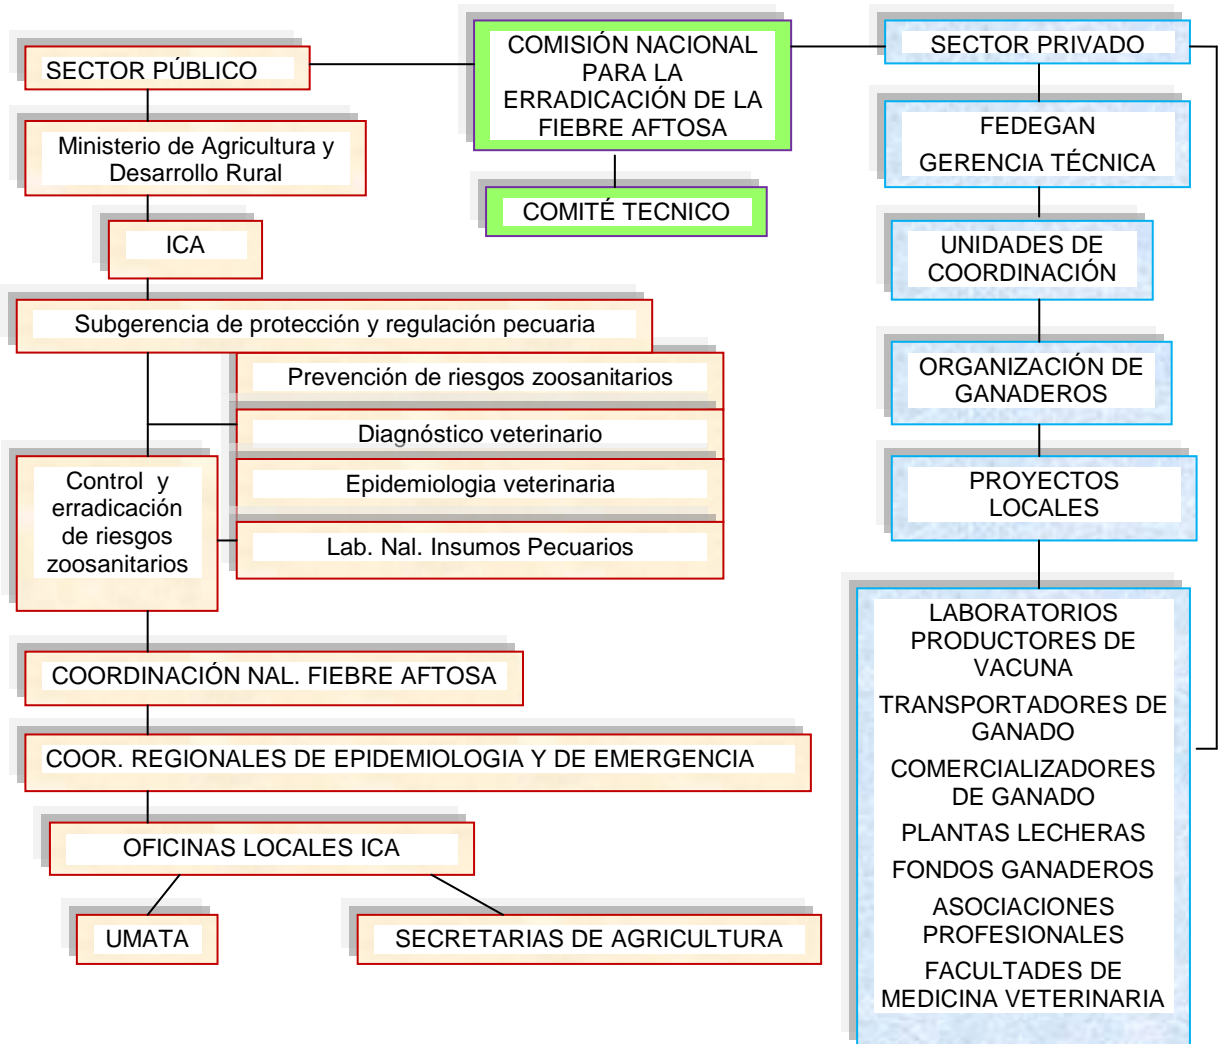 COMISIÓN NACIONAL
PARA LA
ERRADICACIÓN DE LA
FIEBRE AFTOSA
COMITÉ TECNICO
SECTOR PÚBLICO
Ministerio de Agricultura y
Desarrollo Rural
ICA
Subgerencia de protección y regulación pecuaria
Prevención de riesgos zoosanitarios
Diagnóstico veterinario
Epidemiologia veterinaria
Lab. Nal. Insumos Pecuarios
Control y
erradicación
de riesgos
zoosanitarios
COORDINACIÓN NAL. FIEBRE AFTOSA
COOR. REGIONALES DE EPIDEMIOLOGIA Y DE EMERGENCIA
OFICINAS LOCALES ICA
UMATA
SECRETARIAS DE AGRICULTURA
SECTOR PRIVADO
FEDEGAN
GERENCIA TÉCNICA
UNIDADES DE
COORDINACIÓN
ORGANIZACIÓN DE
GANADEROS
PROYECTOS
LOCALES
LABORATORIOS
PRODUCTORES DE
VACUNA
TRANSPORTADORES DE
GANADO
COMERCIALIZADORES
DE GANADO
PLANTAS LECHERAS
FONDOS GANADEROS
ASOCIACIONES
PROFESIONALES
FACULTADES DE
MEDICINA VETERINARIA